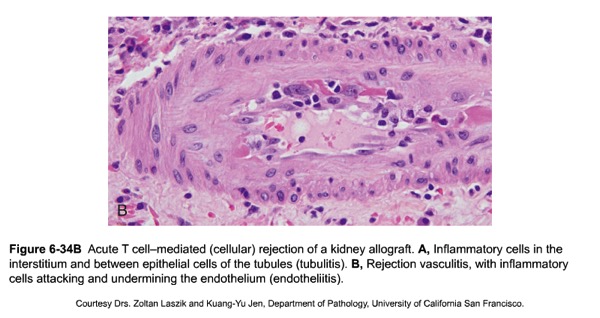 B
Figure 6-34B Acute T cell–mediated (cellular) rejection of a kidney allograft. A, Inflammatory cells in the
interstitium and between epithelial cells of the tubules (tubulitis). B, Rejection vasculitis, with inflammatory
cells attacking and undermining the endothelium (endotheliitis).
Courtesy Drs. Zoltan Laszik and Kuang-Yu Jen, Department of Pathology, University of California San Francisco.